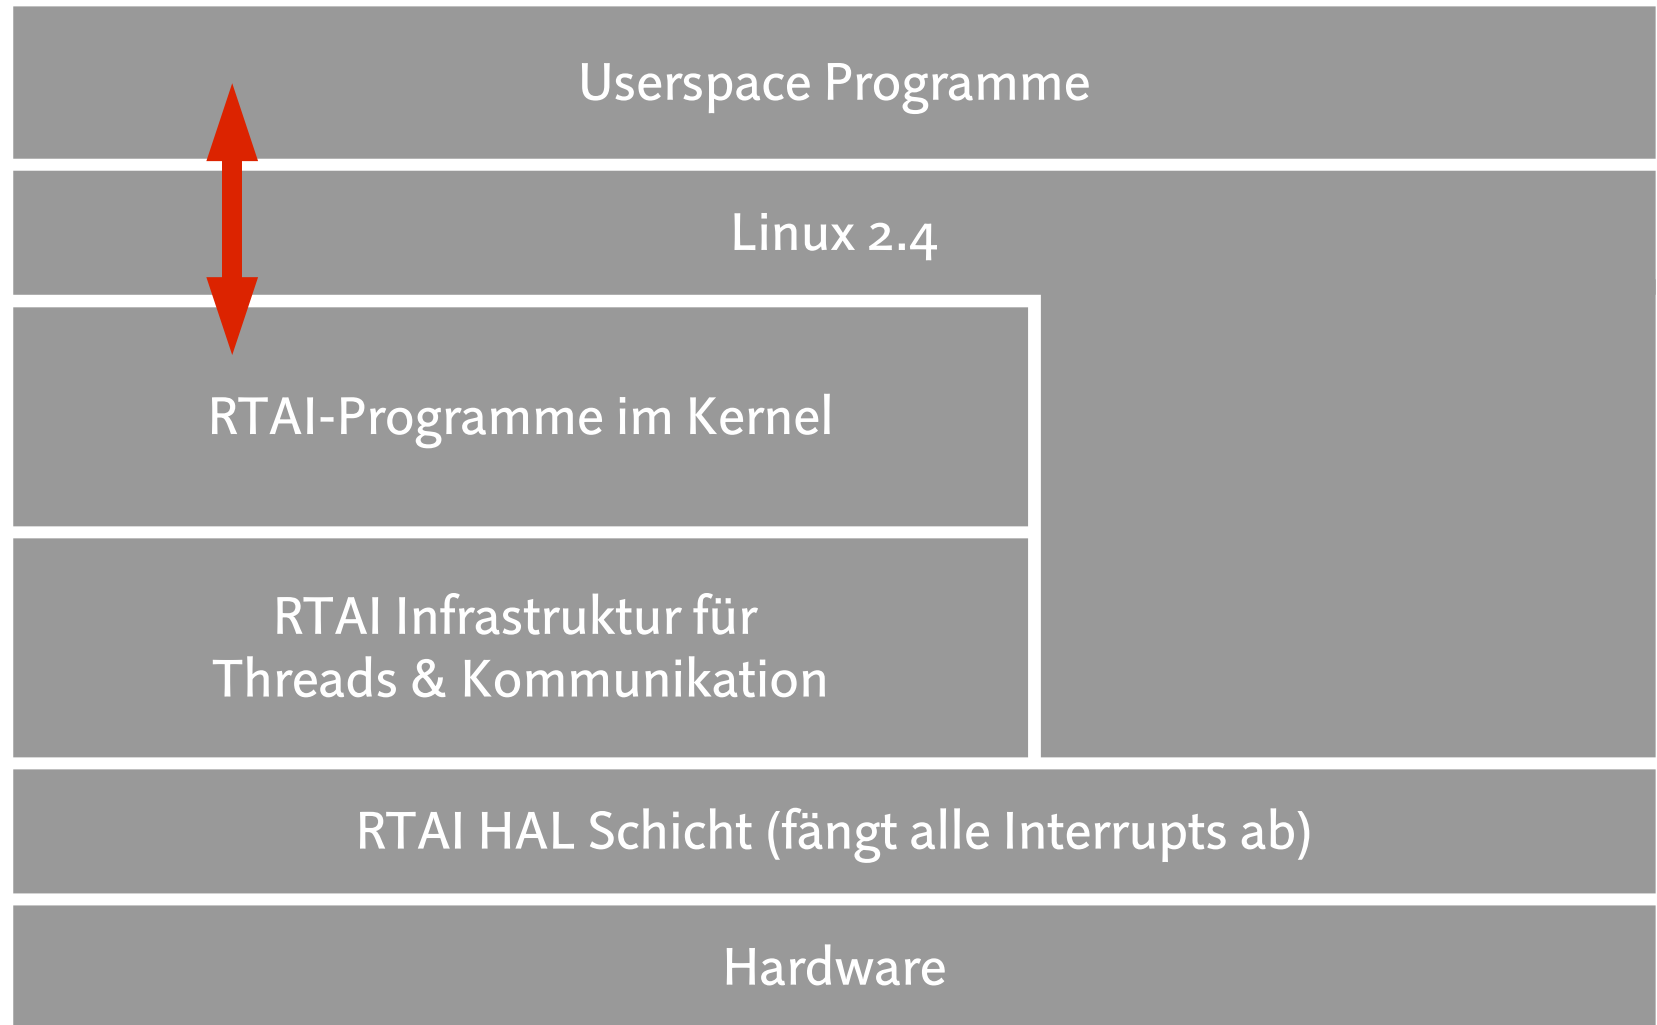 Userspace Programme
Linux 2.4
RTAI-Programme im Kernel
RTAI Infrastruktur für
Threads & Kommunikation
RTAI HAL Schicht (fängt alle Interrupts ab)
Hardware